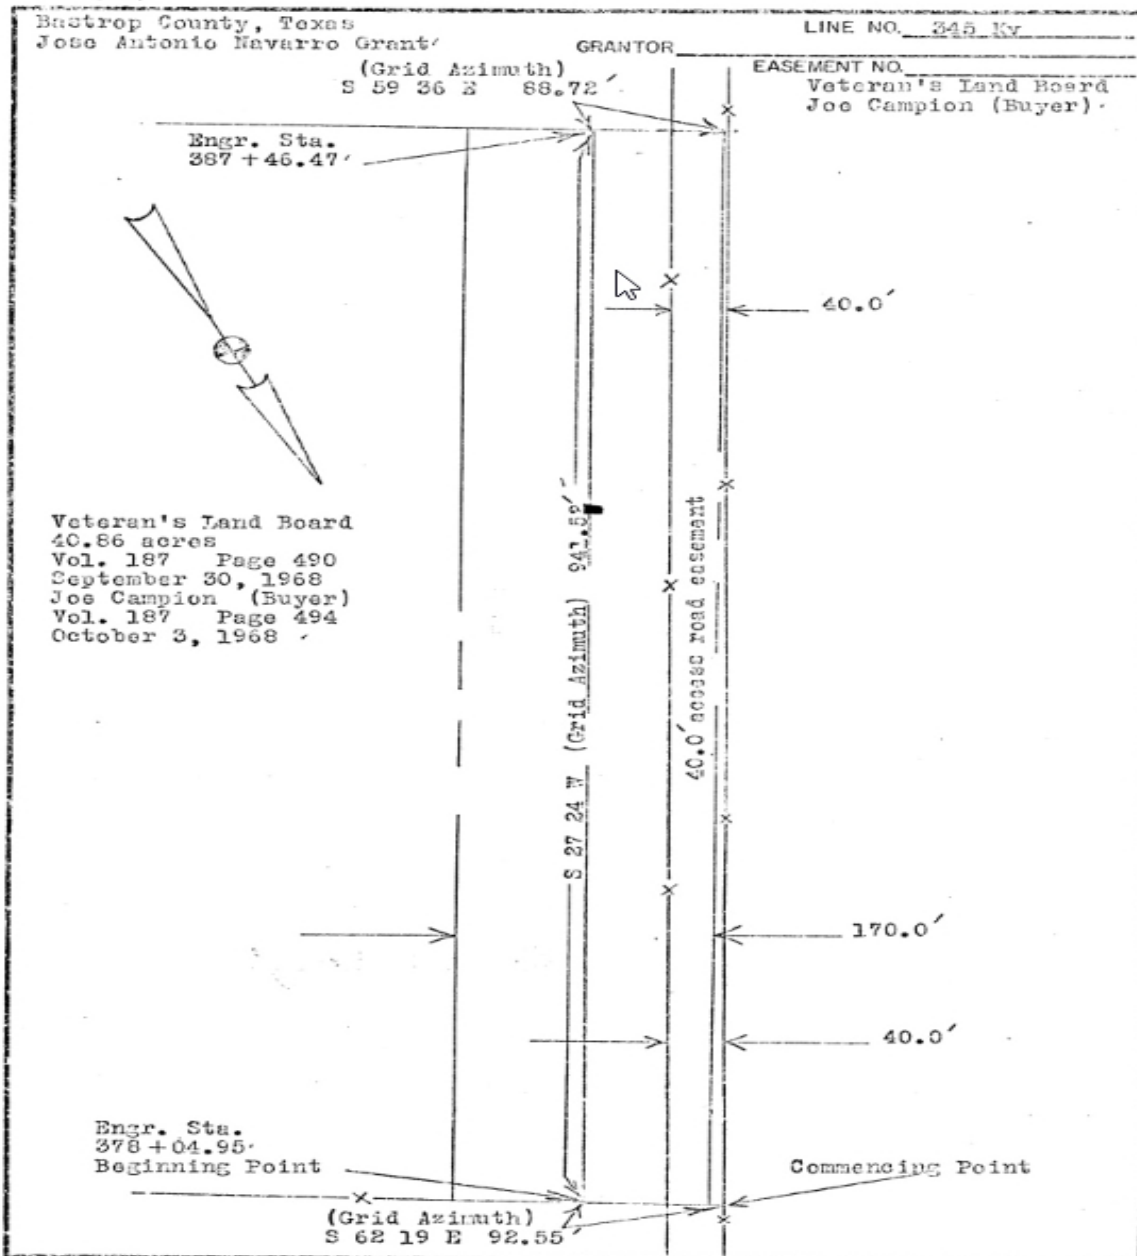 Bastrop County, Texas
Jose Antonio Navarro Grant
LINE NO. 345 Kv
GRANTOR
EASEMENT NO.
Veteran's Land Board
Joe Campion (Buyer)
(Grid Azimuth)
S 59 36 E 88.72'
Engr. Sta.
387 + 46.47
40.0'
Veteran's Land Board
40.86 acres
Vol. 187 Page 490
September 30, 1968
Joe Campion (Buyer)
Vol. 187 Page 494
October 3, 1968
S 27 24 W (Grid Azimuth)
40.0' access road easement
170.0'
40.0'
Engr. Sta.
378 + 04.95
Beginning Point
Commencing Point
(Grid Azimuth)
S 62 19 E 92.55'